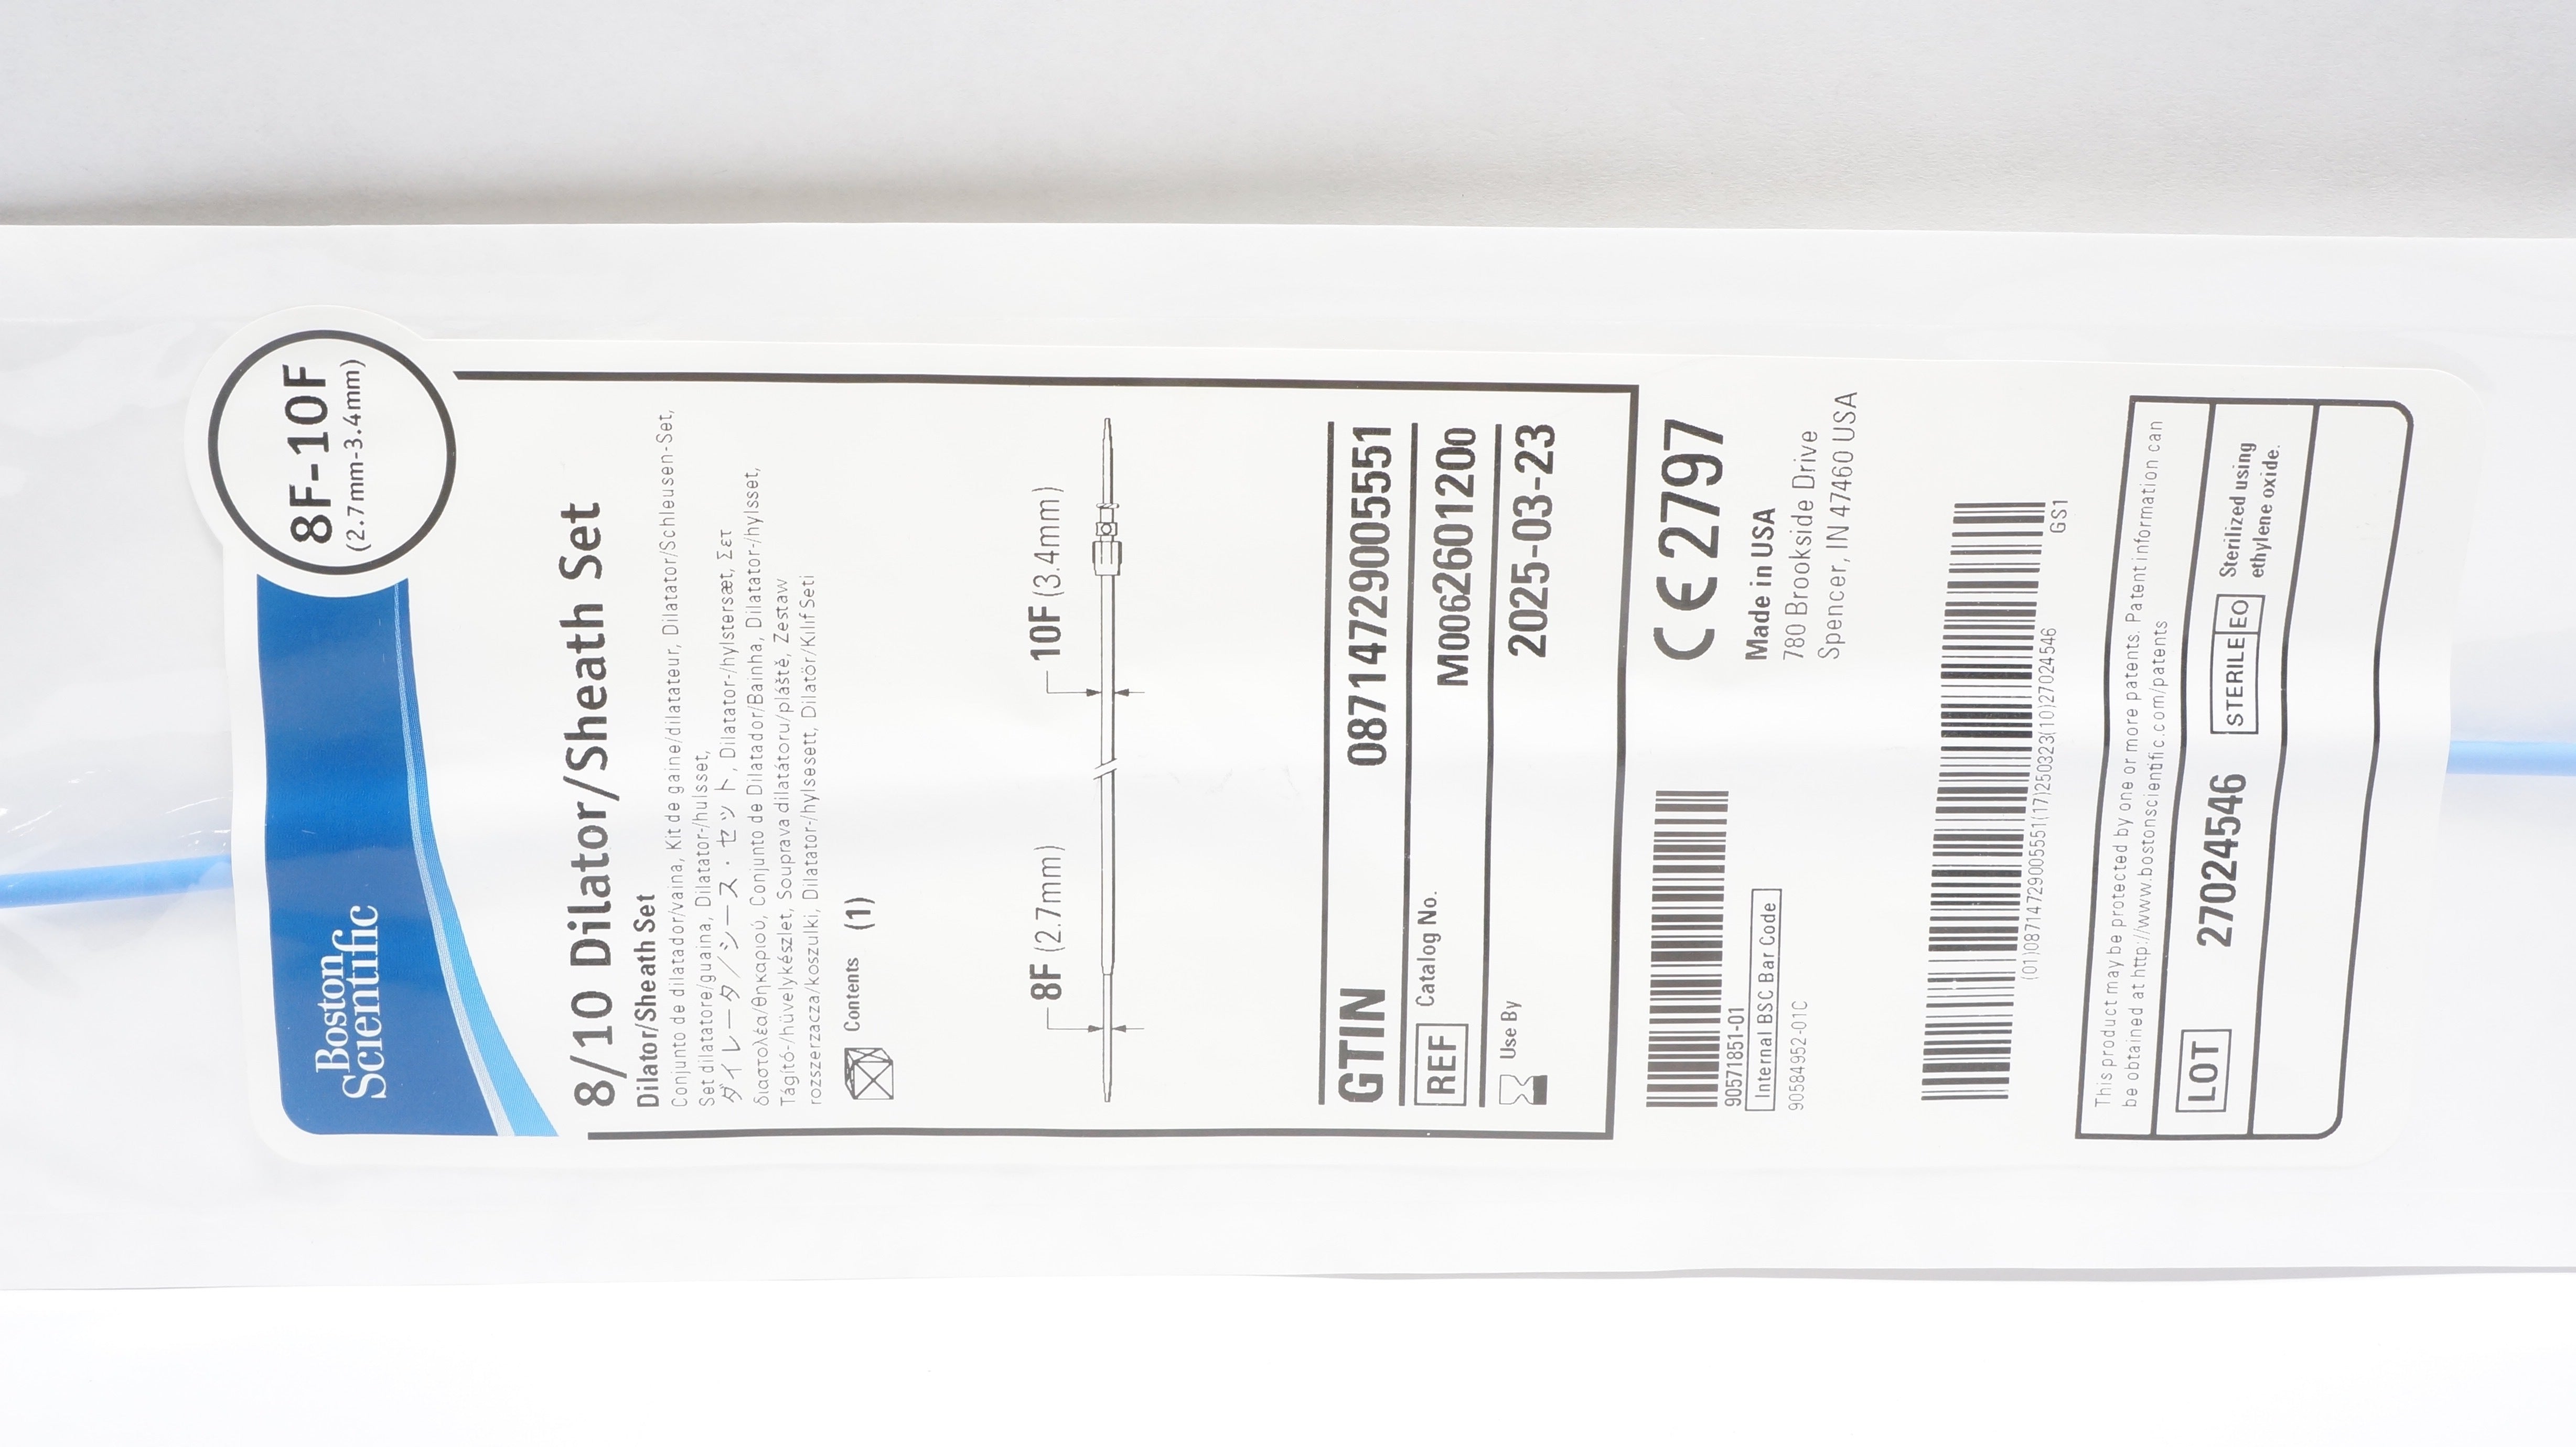 8F-10F
(2.7mm-3.4mm)
Boston
Scientific
8/10 Dilator/Sheath Set
Dilator/Sheath Set
Conjunto de dilatador/vaina, Kit de gaine/dilatateur, Dilatator/Schleusen-Set,
Set dilatatore/guaina, Dilatator-/hulsset,
ダイレータ/シース・セット, Dilatator-/hylstersæt, Σετ
διαστολέα/θηκαριού, Conjunto de Dilatador/Bainha, Dilatator-/hylsset,
Tágító-/hüvelykészlet, Souprava dilatátoru/pláště, Zestaw
rozszerzacza/koszulki, Dilatator-/hylsesett, Dilatör/Kılıf Seti
Contents (1)
8F (2.7mm) 10F (3.4mm)
GTIN 08714729005551
REF Catalog No. M0062601200
Use By 2025-03-23
CE 2797
90571851-01
Internal BSC Bar Code
90584952-01C
Made in USA
780 Brookside Drive
Spencer, IN 47460 USA
(01)08714729005551(17)250323(10)27024546
GS1
This product may be protected by one or more patents. Patent information can
be obtained at http://www.bostonscientific.com/patents
LOT 27024546 STERILE EO Sterilized using
ethylene oxide.